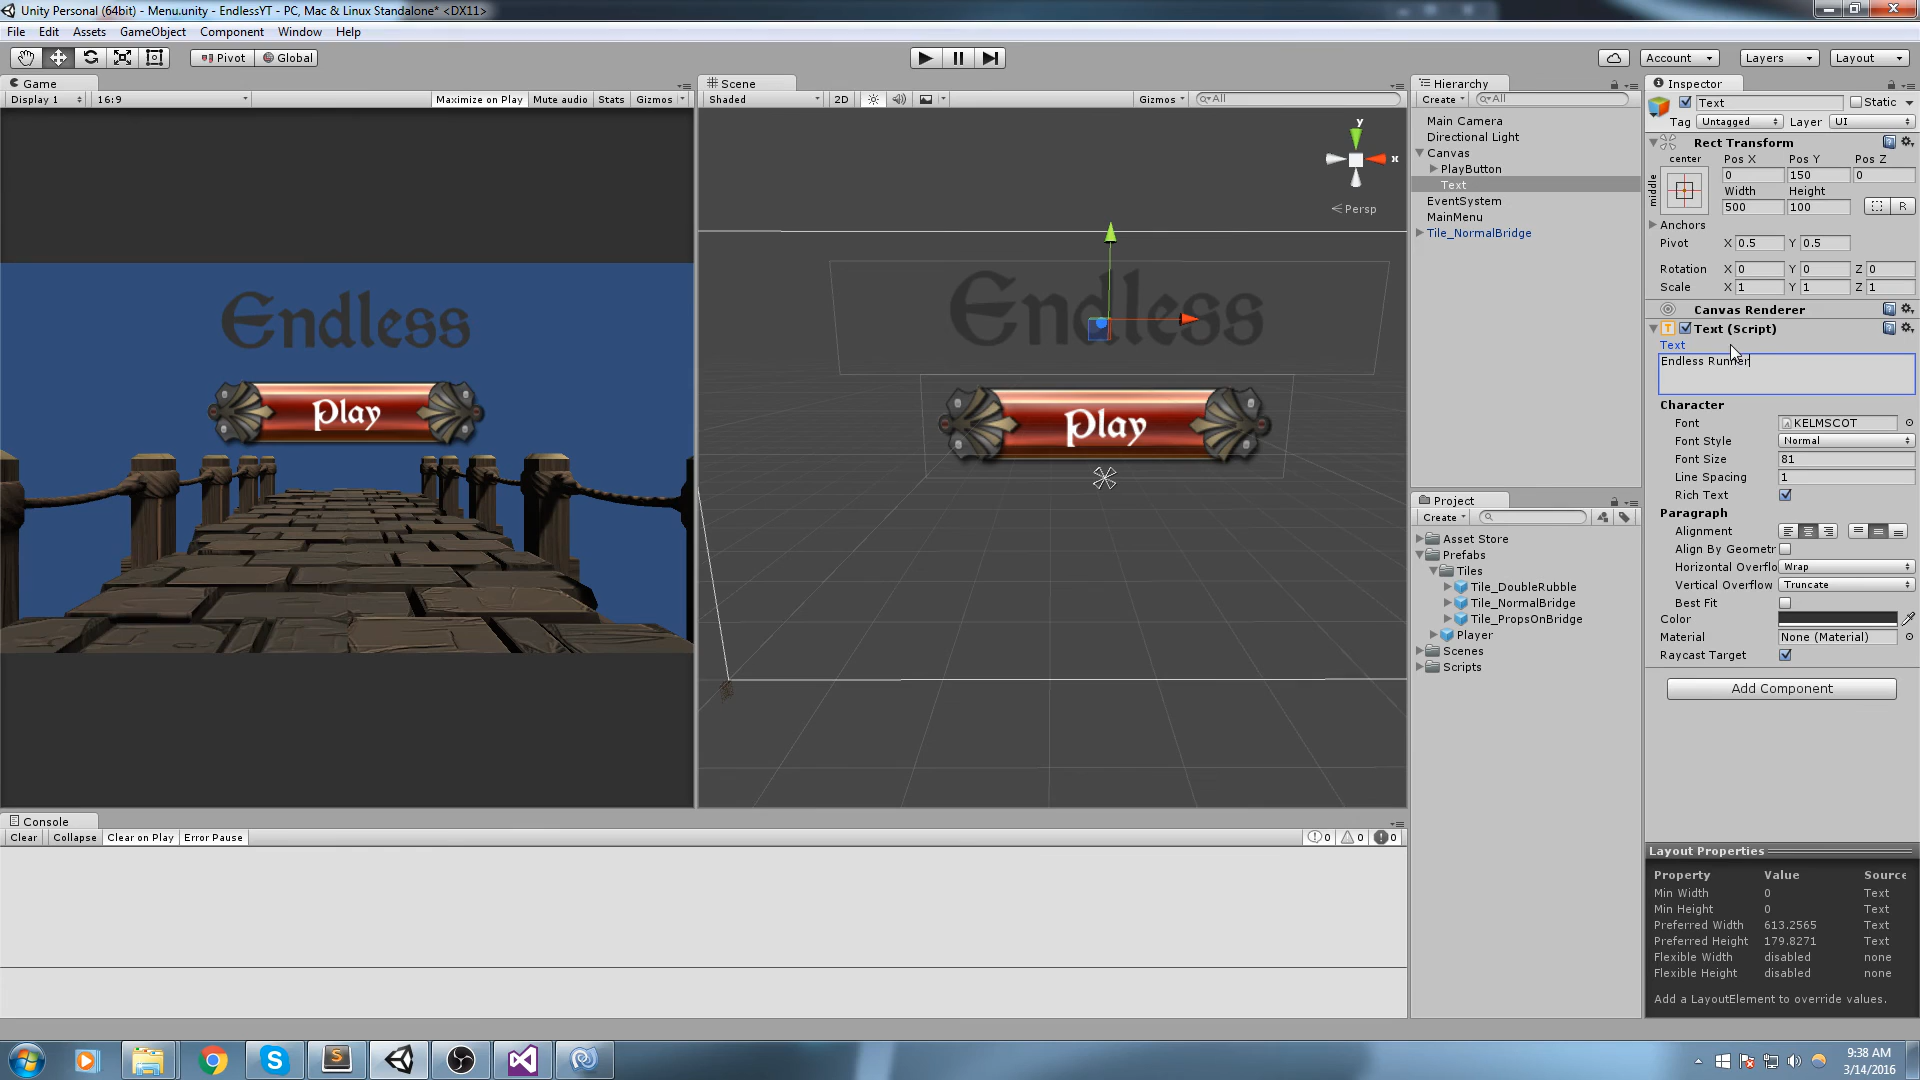 Unity Personal (64bit) - Menu.unity - EndlessYT - PC, Mac & Linux Standalone* <DX11>
File Edit Assets GameObject Component Window Help
Pivot Global Account Layers Layout
Game
Display 1 16:9 Maximize on Play Mute audio Stats Gizmos
Endless
Play
Scene
Shaded 2D Gizmos All
y
x
Persp
Endless
Play
Hierarchy
Create All
Main Camera
Directional Light
Canvas
PlayButton
Text
EventSystem
MainMenu
Tile_NormalBridge
Project
Create
Asset Store
Prefabs
Tiles
Tile_DoubleRubble
Tile_NormalBridge
Tile_PropsOnBridge
Player
Scenes
Scripts
Inspector
Text Static
Tag Untagged Layer UI
Rect Transform
center Pos X Pos Y Pos Z
middle 0 150 0
Width Height
500 100 R
Anchors
Pivot X 0.5 Y 0.5
Rotation X 0 Y 0 Z 0
Scale X 1 Y 1 Z 1
Canvas Renderer
T Text (Script)
Text
Endless Runner
Character
Font KELMSCOT
Font Style Normal
Font Size 81
Line Spacing 1
Rich Text
Paragraph
Alignment
Align By Geometr
Horizontal Overflo Wrap
Vertical Overflow Truncate
Best Fit
Color
Material None (Material)
Raycast Target
Add Component
Layout Properties
Property Value Source
Min Width 0 Text
Min Height 0 Text
Preferred Width 613.2565 Text
Preferred Height 179.8271 Text
Flexible Width disabled none
Flexible Height disabled none
Add a LayoutElement to override values.
Console
Clear Collapse Clear on Play Error Pause 0 0 0
9:38 AM
3/14/2016